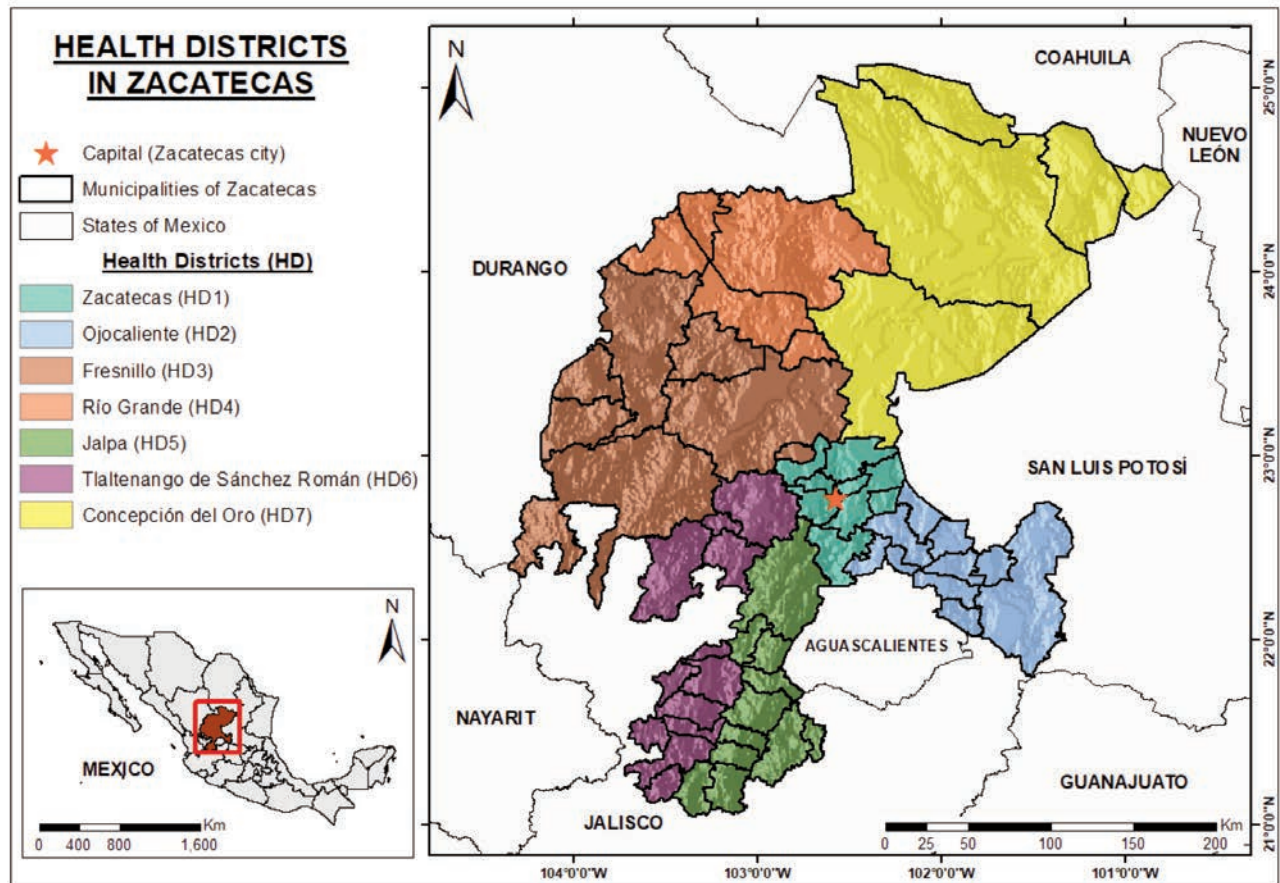 HEALTH DISTRICTS
IN ZACATECAS
Capital (Zacatecas city)
Municipalities of Zacatecas
States of Mexico
Health Districts (HD)
Zacatecas (HD1)
Ojocaliente (HD2)
Fresnillo (HD3)
Río Grande (HD4)
Jalpa (HD5)
Tlaltenango de Sánchez Román (HD6)
Concepción del Oro (HD7)
N
MEXICO
Km
0 400 800 1,600
N
COAHUILA
NUEVO
LEÓN
DURANGO
SAN LUIS POTOSÍ
AGUASCALIENTES
NAYARIT
GUANAJUATO
JALISCO
Km
0 25 50 100 150 200
25°0'0"N
24°0'0"N
23°0'0"N
22°0'0"N
21°0'0"N
104°0'0"W 103°0'0"W 102°0'0"W 101°0'0"W